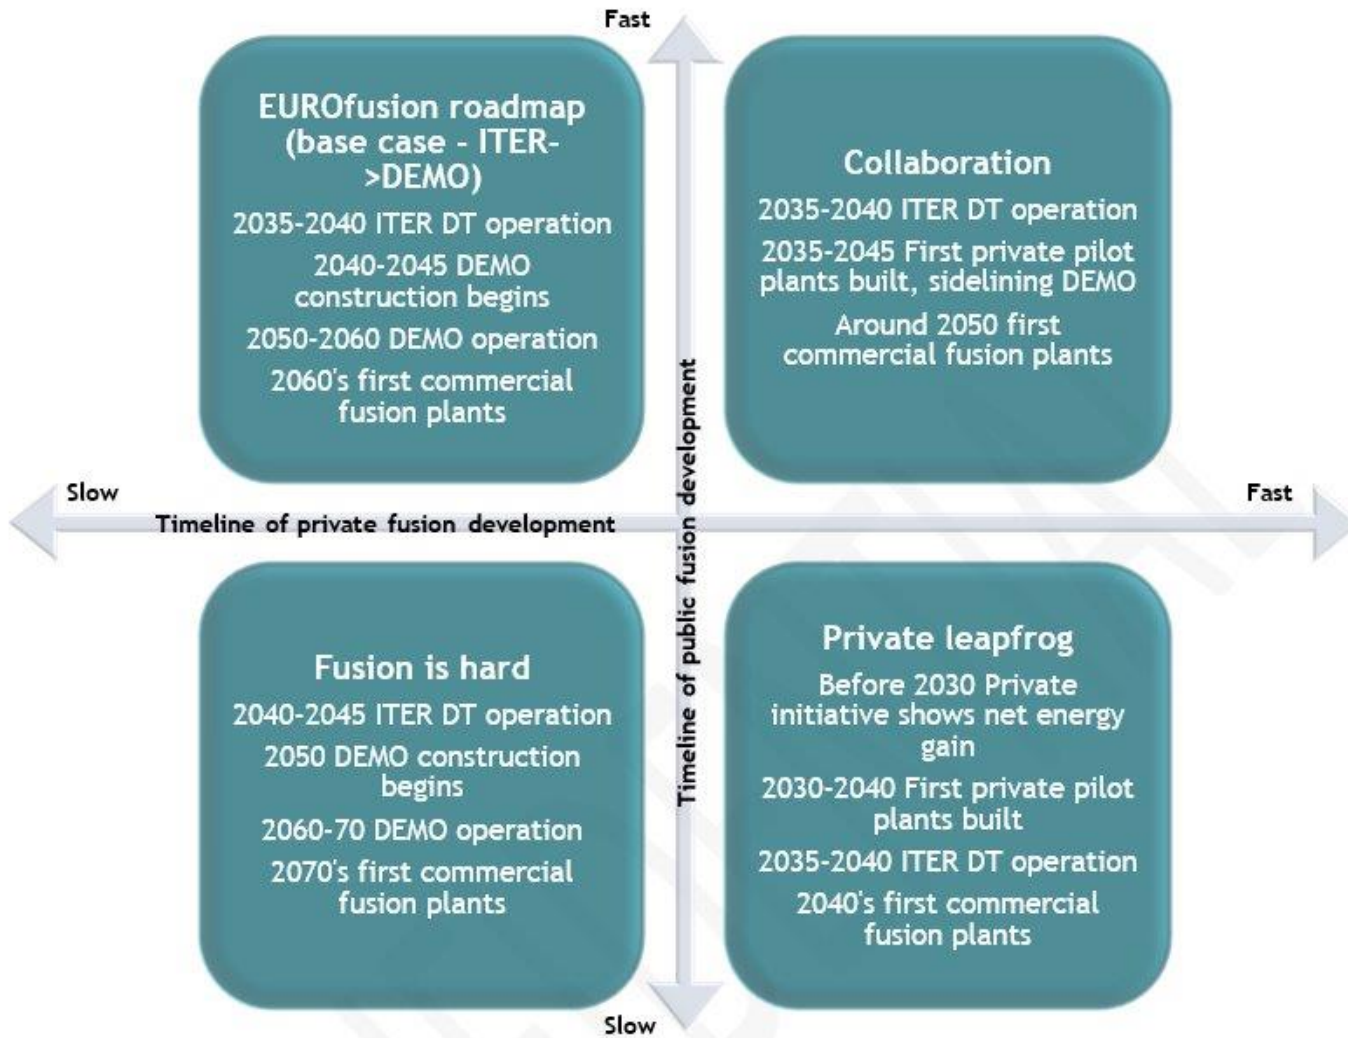 Fast
EUROfusion roadmap
(base case - ITER-
>DEMO)
2035-2040 ITER DT operation
2040-2045 DEMO
construction begins
2050-2060 DEMO operation
2060's first commercial
fusion plants
Collaboration
2035-2040 ITER DT operation
2035-2045 First private pilot
plants built, sidelining DEMO
Around 2050 first
commercial fusion plants
Slow
Timeline of private fusion development
Fast
Timeline of public fusion development
Fusion is hard
2040-2045 ITER DT operation
2050 DEMO construction
begins
2060-70 DEMO operation
2070's first commercial
fusion plants
Private leapfrog
Before 2030 Private
initiative shows net energy
gain
2030-2040 First private pilot
plants built
2035-2040 ITER DT operation
2040's first commercial
fusion plants
Slow